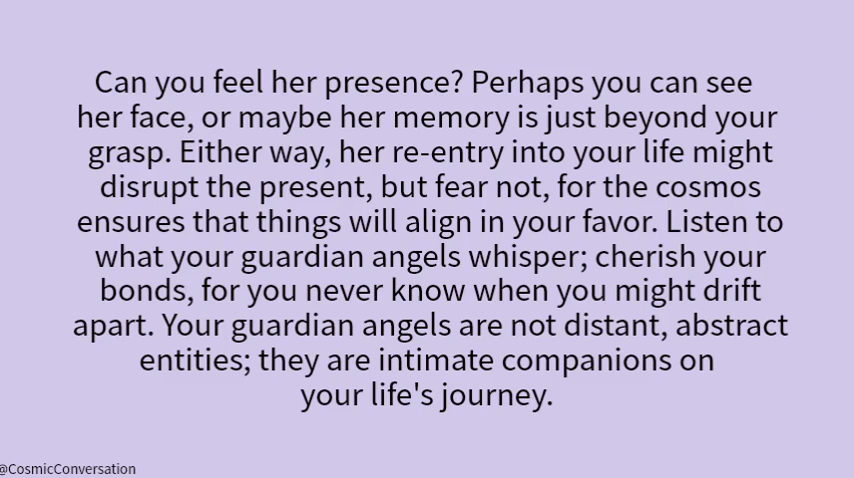 Can you feel her presence? Perhaps you can see
her face, or maybe her memory is just beyond your
grasp. Either way, her re-entry into your life might
disrupt the present, but fear not, for the cosmos
ensures that things will align in your favor. Listen to
what your guardian angels whisper; cherish your
bonds, for you never know when you might drift
apart. Your guardian angels are not distant, abstract
entities; they are intimate companions on
your life's journey.
@CosmicConversation